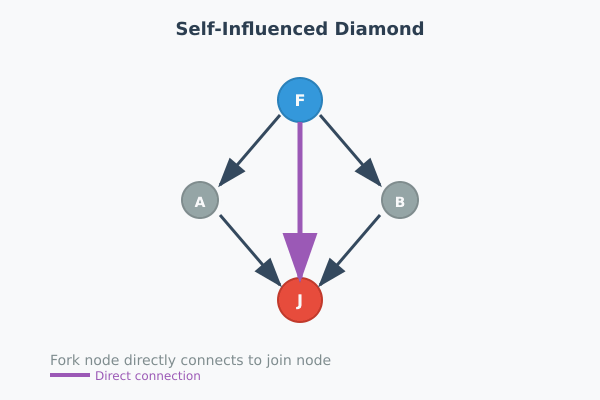 Self-Influenced Diamond
F
A
B
J
Fork node directly connects to join node
Direct connection